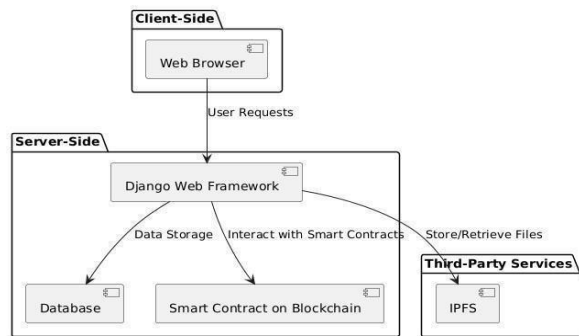 Client-Side
Web Browser
User Requests
Server-Side
Django Web Framework
Data Storage
Interact with Smart Contracts
Store/Retrieve Files
Third-Party Services
Database
Smart Contract on Blockchain
IPFS